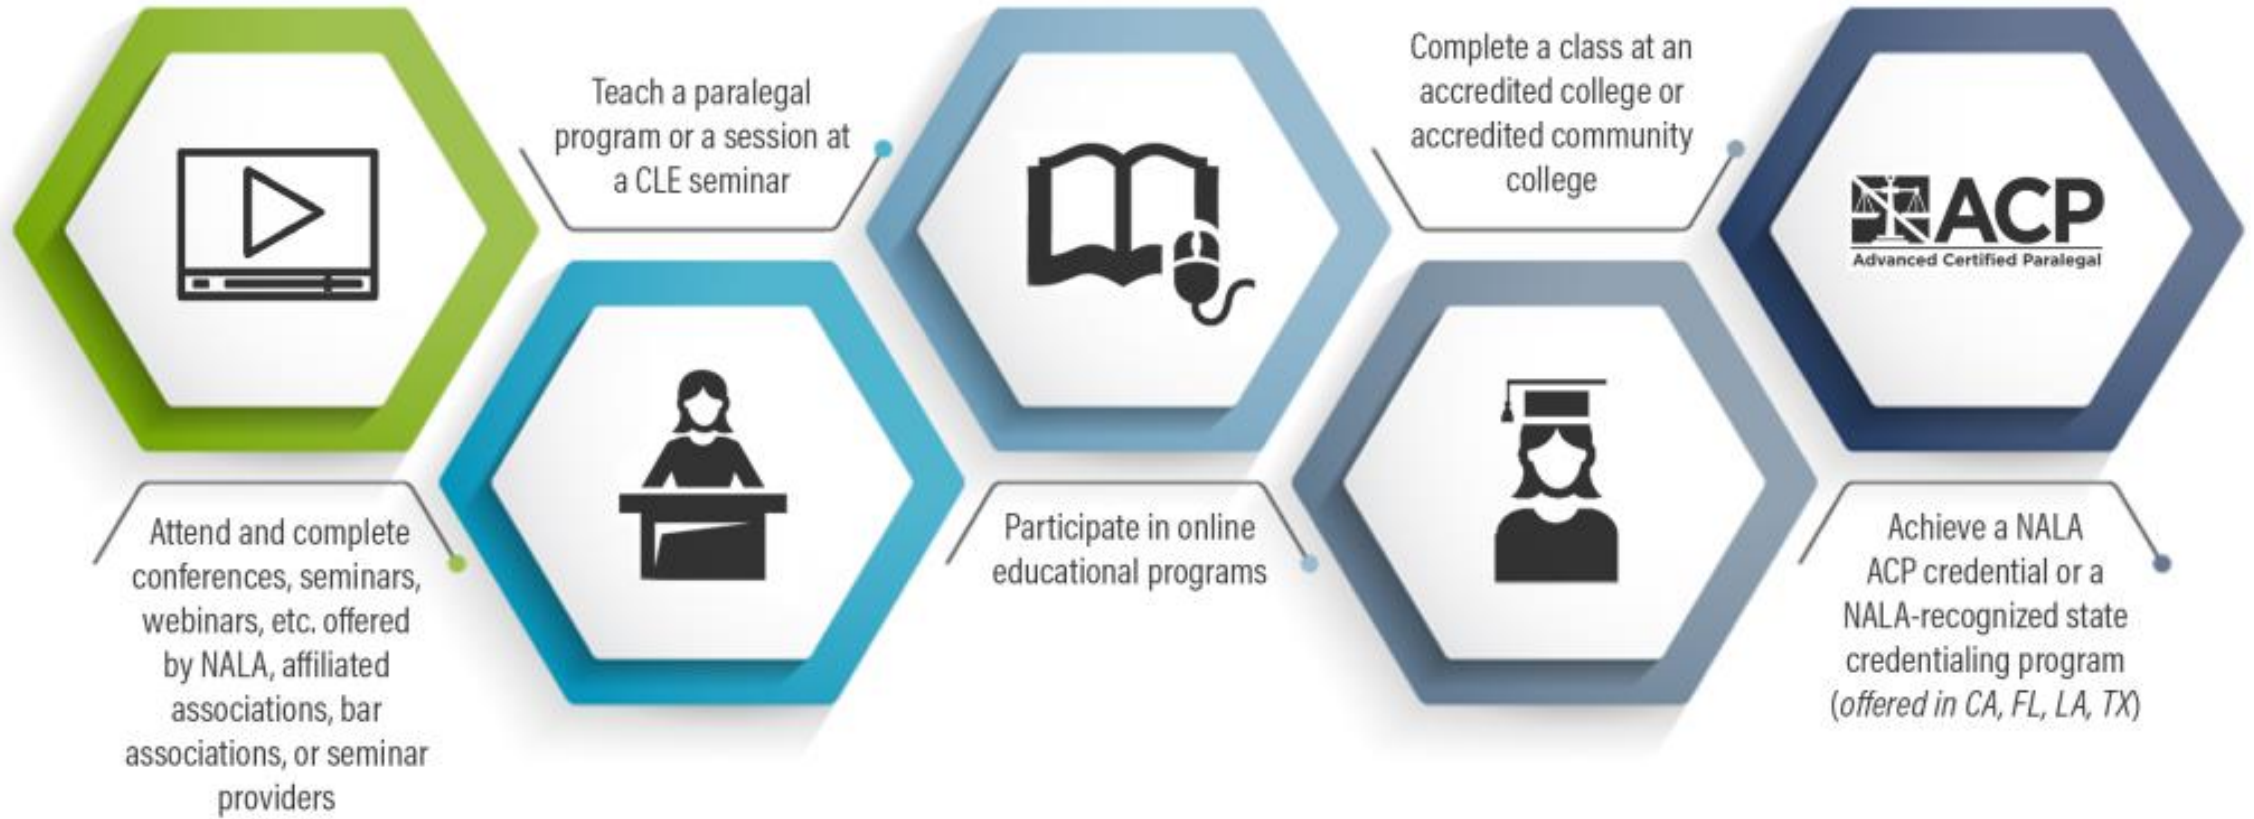 Attend and complete
conferences, seminars,
webinars, etc. offered
by NALA, affiliated
associations, bar
associations, or seminar
providers
Teach a paralegal
program or a session at
a CLE seminar
Participate in online
educational programs
Complete a class at an
accredited college or
accredited community
college
ACP
Advanced Certified Paralegal
Achieve a NALA
ACP credential or a
NALA-recognized state
credentialing program
(offered in CA, FL, LA, TX)